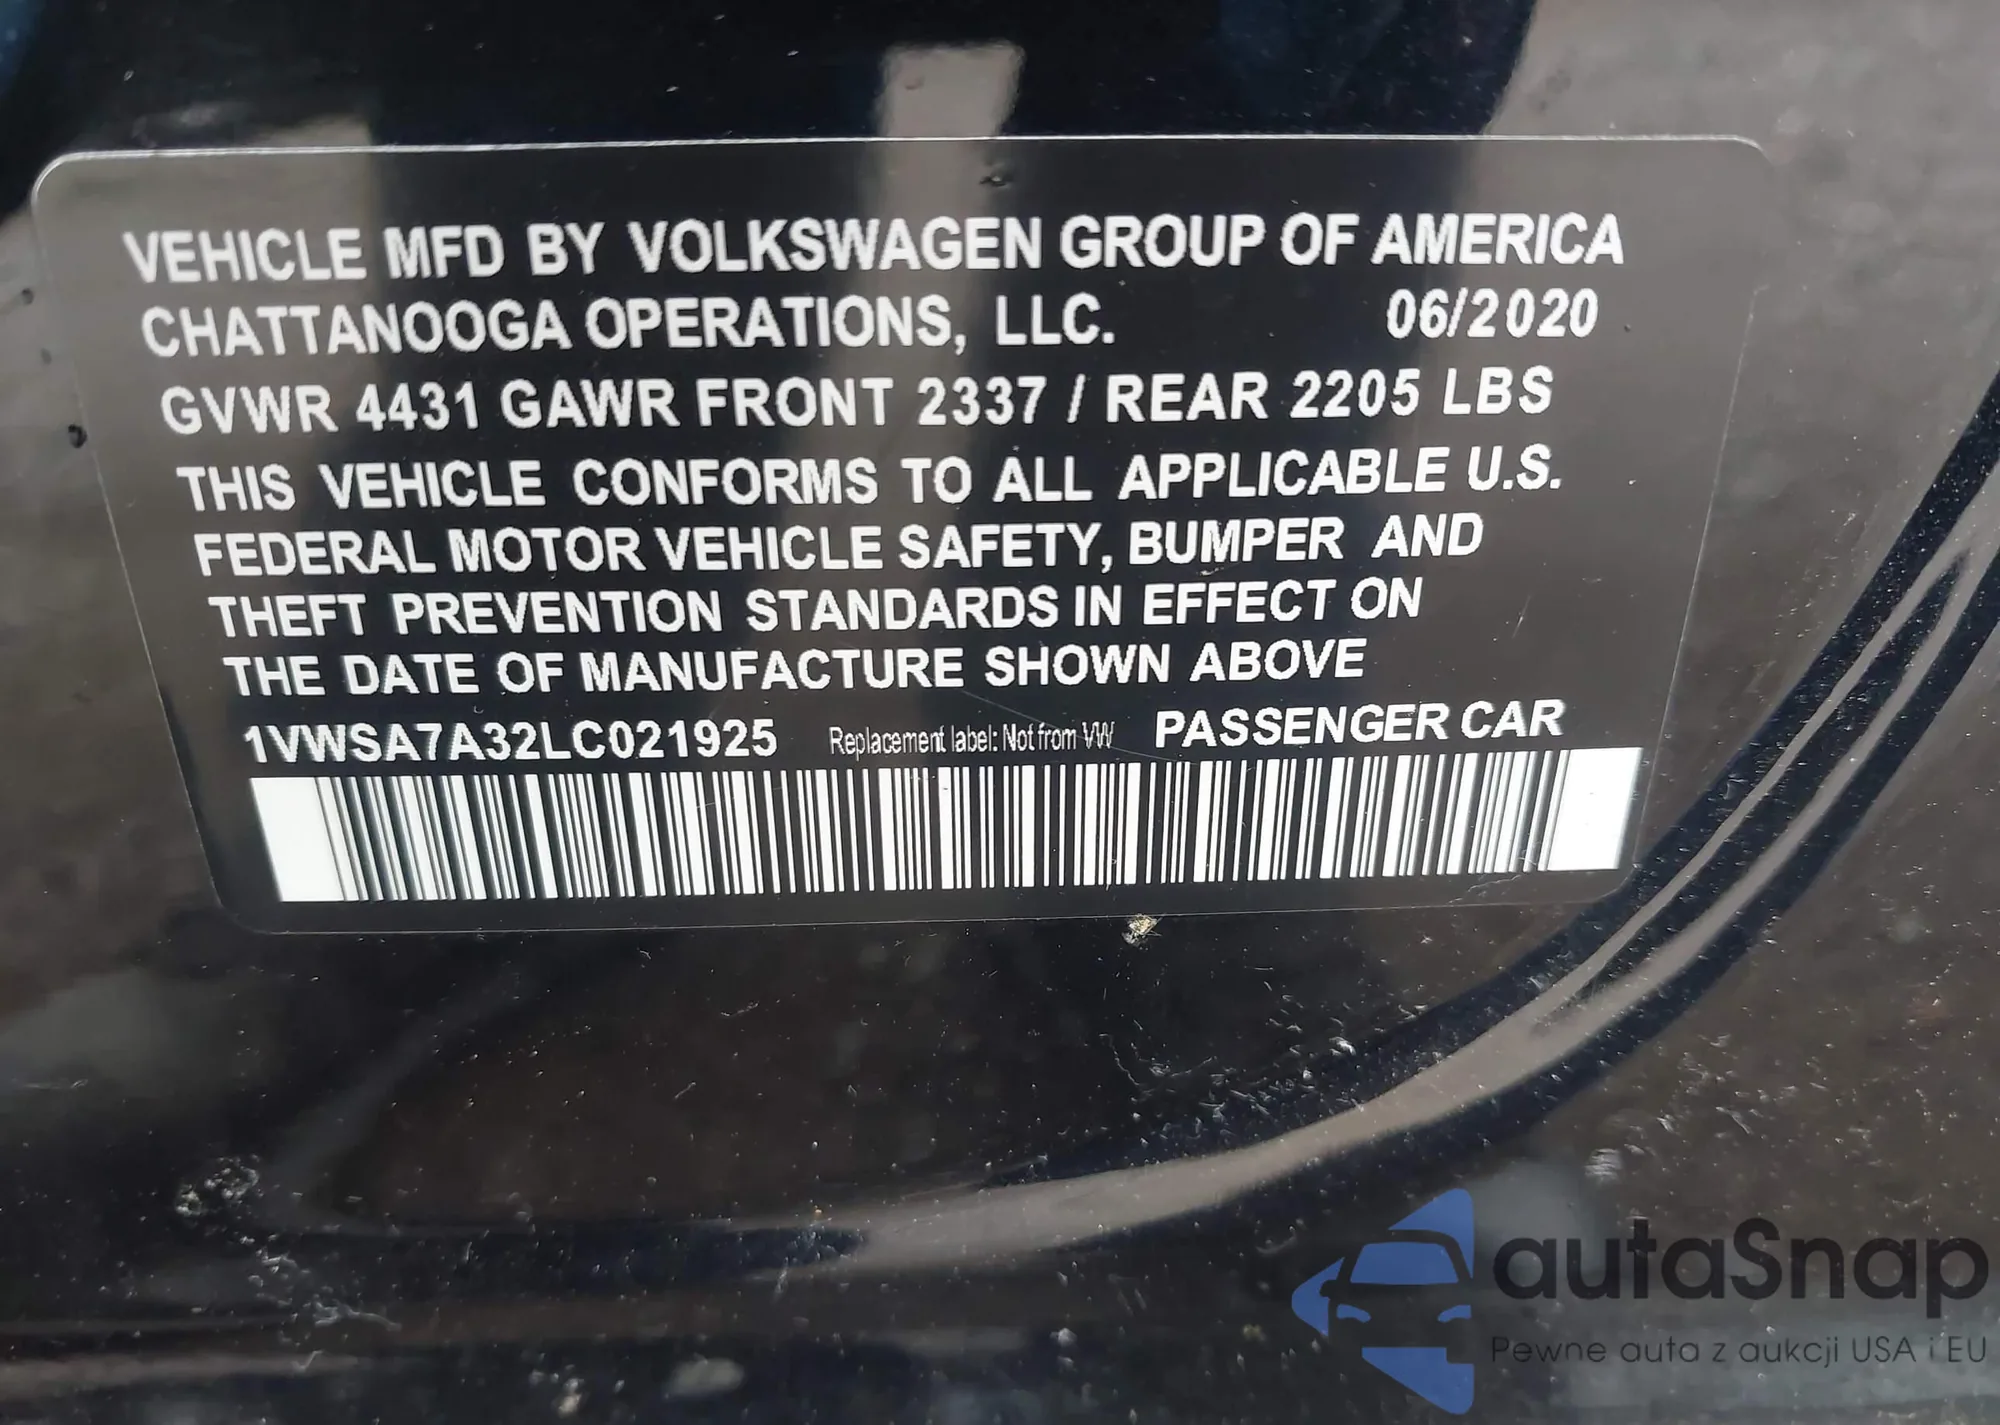 VEHICLE MFD BY VOLKSWAGEN GROUP OF AMERICA
CHATTANOOGA OPERATIONS, LLC. 06/2020
GVWR 4431 GAWR FRONT 2337 / REAR 2205 LBS
THIS VEHICLE CONFORMS TO ALL APPLICABLE U.S.
FEDERAL MOTOR VEHICLE SAFETY, BUMPER AND
THEFT PREVENTION STANDARDS IN EFFECT ON
THE DATE OF MANUFACTURE SHOWN ABOVE
1VWSA7A32LC021925 Replacement label: Not from VW PASSENGER CAR
autaSnap
Pewne auta z aukcji USA i EU